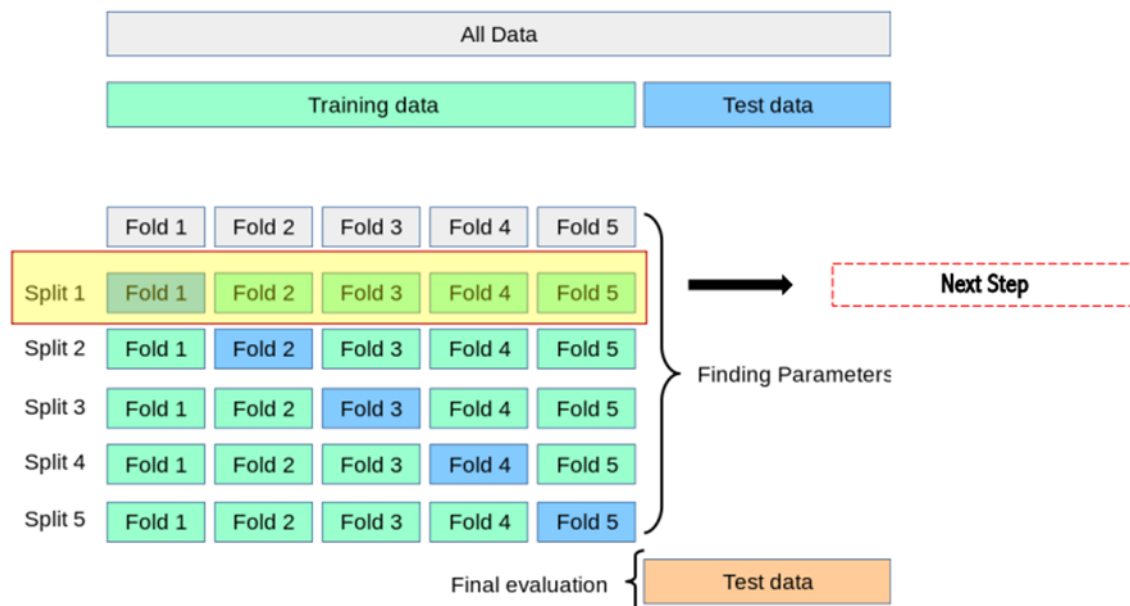 All Data
Training data Test data
Fold 1 Fold 2 Fold 3 Fold 4 Fold 5
Split 1 Fold 1 Fold 2 Fold 3 Fold 4 Fold 5 Next Step
Split 2 Fold 1 Fold 2 Fold 3 Fold 4 Fold 5
Finding Parameters
Split 3 Fold 1 Fold 2 Fold 3 Fold 4 Fold 5
Split 4 Fold 1 Fold 2 Fold 3 Fold 4 Fold 5
Split 5 Fold 1 Fold 2 Fold 3 Fold 4 Fold 5
Final evaluation Test data